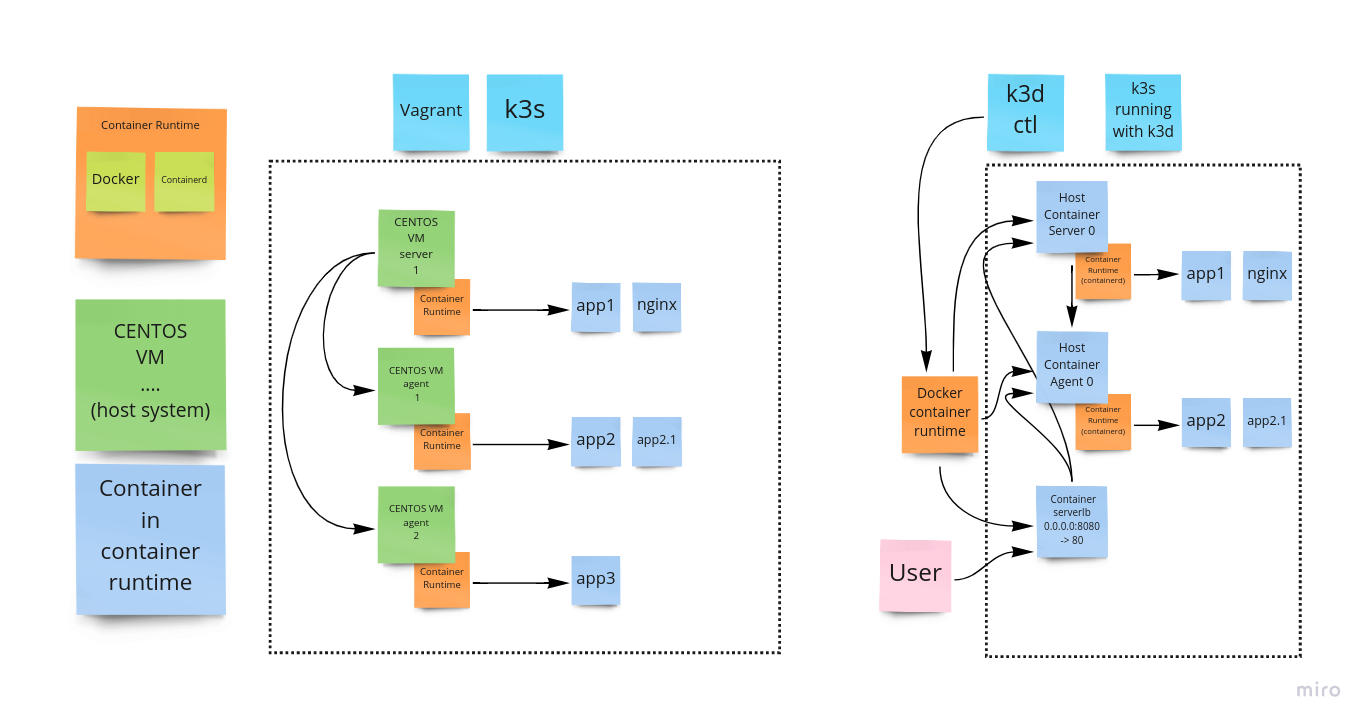 Container Runtime
Docker
Containerd
CENTOS
VM
....
(host system)
Container
in
container
runtime
Vagrant
k3s
CENTOS
VM
server
1
Container
Runtime
app1
nginx
CENTOS VM
agent
1
Container
Runtime
app2
app2.1
CENTOS VM
agent
2
Container
Runtime
app3
k3d
ctl
k3s
running
with k3d
Host
Container
Server 0
Container
Runtime
(containerd)
app1
nginx
Host
Container
Agent 0
Container
Runtime
(containerd)
app2
app2.1
Docker
container
runtime
Container
serverlb
0.0.0.0:8080
-> 80
User
miro